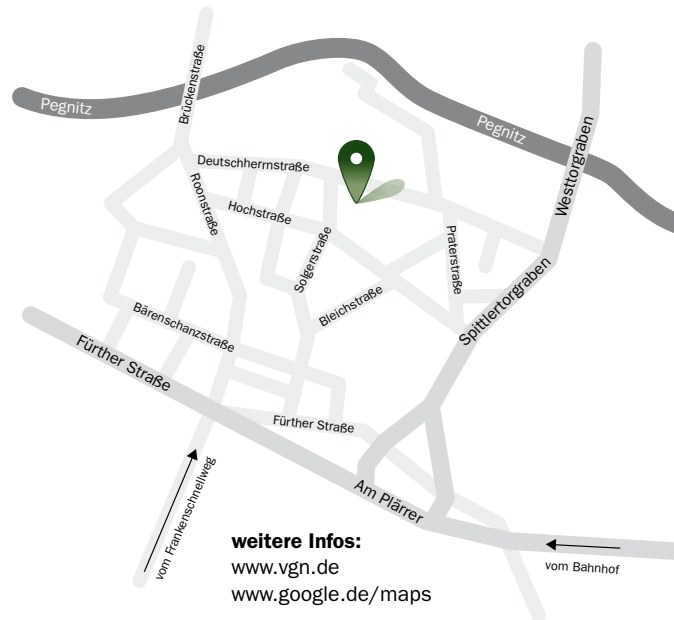 Brückenstraße
Pegnitz
Pegnitz
Westtorgraben
Deutschherrnstraße
Roonstraße
Hochstraße
Solgerstraße
Praterstraße
Spittlertorgraben
Bleichstraße
Bärenschanzstraße
Fürther Straße
Fürther Straße
Am Plärrer
vom Frankenschnellweg
weitere Infos:
www.vgn.de
www.google.de/maps
vom Bahnhof